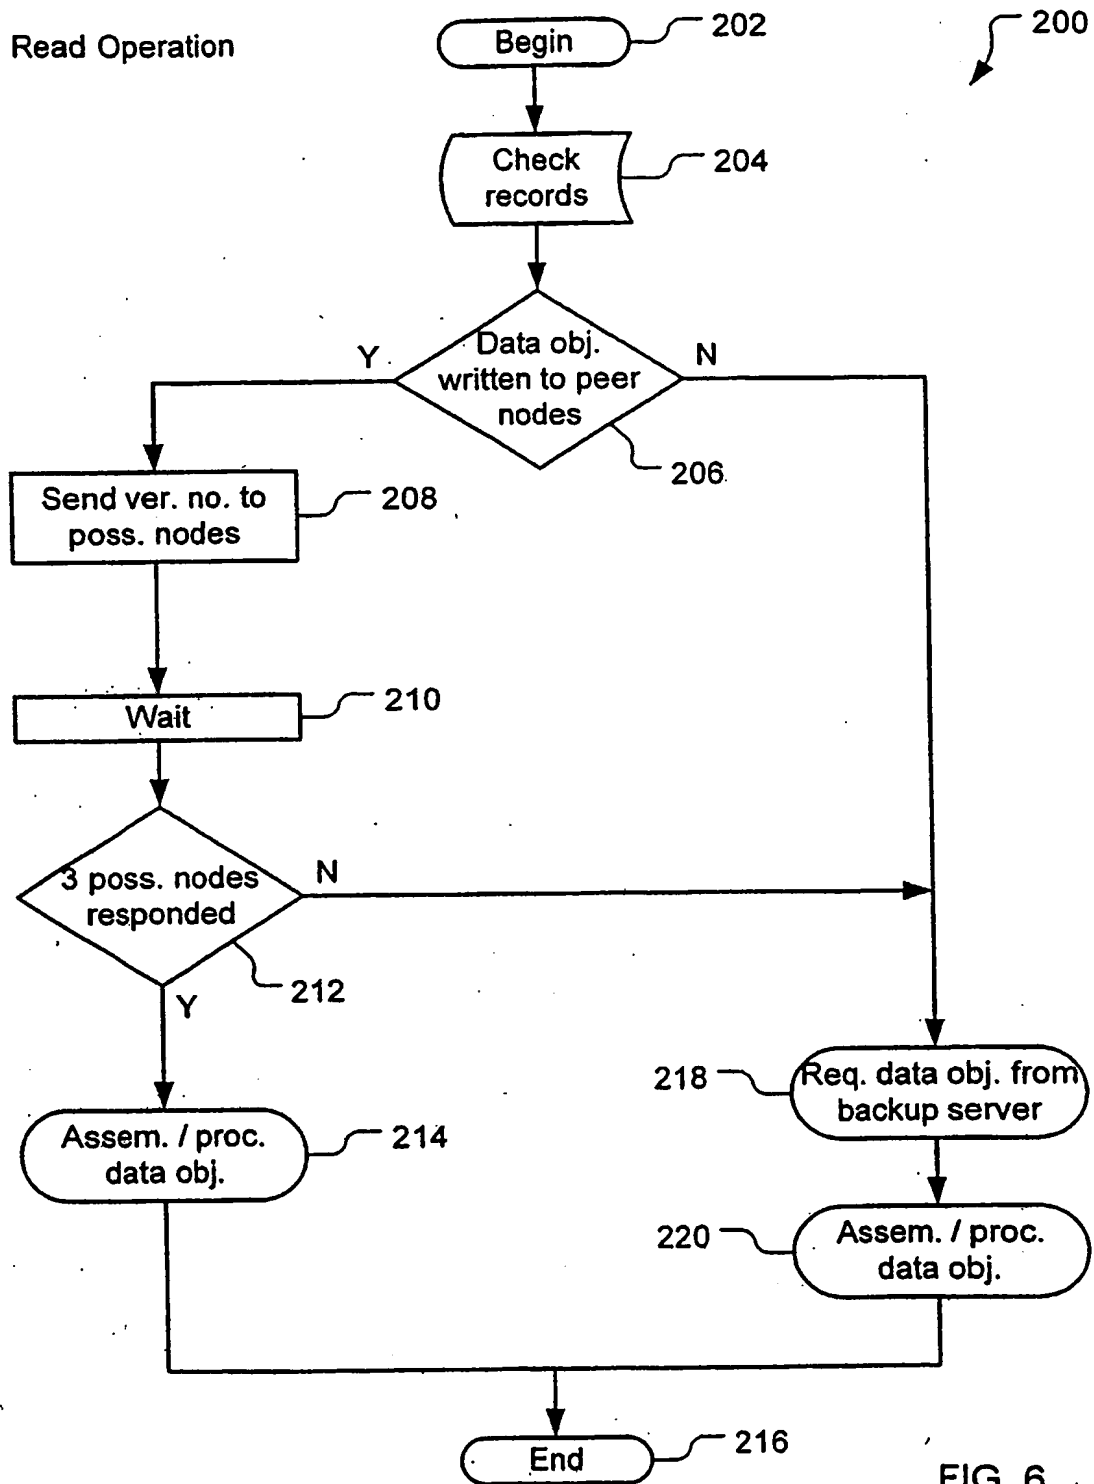 Read Operation
Begin
202
200
Check
records
204
Data obj.
written to peer
nodes
Y
N
206
Send ver. no. to
poss. nodes
208
Wait
210
3 poss. nodes
responded
N
212
Y
Assem. / proc.
data obj.
214
218
Req. data obj. from
backup server
220
Assem. / proc.
data obj.
End
216
FIG. 6